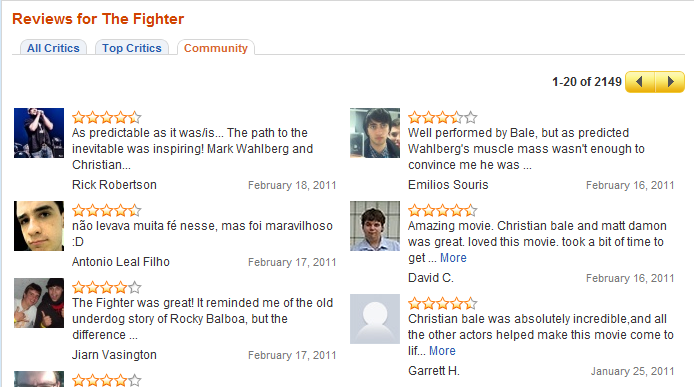 Reviews for The Fighter
All Critics
Top Critics
Community
1-20 of 2149
As predictable as it was/is... The path to the
inevitable was inspiring! Mark Wahlberg and
Christian...
Rick Robertson
February 18, 2011
não levava muita fé nesse, mas foi maravilhoso
:D
Antonio Leal Filho
February 17, 2011
The Fighter was great! It reminded me of the old
underdog story of Rocky Balboa, but the
difference ...
Jiarn Vasington
February 17, 2011
Well performed by Bale, but as predicted
Wahlberg's muscle mass wasn't enough to
convince me he was ...
Emilios Souris
February 16, 2011
Amazing movie. Christian bale and matt damon
was great. loved this movie. took a bit of time to
get ... More
David C.
February 16, 2011
Christian bale was absolutely incredible,and all
the other actors helped make this movie come to
lif... More
Garrett H.
January 25, 2011